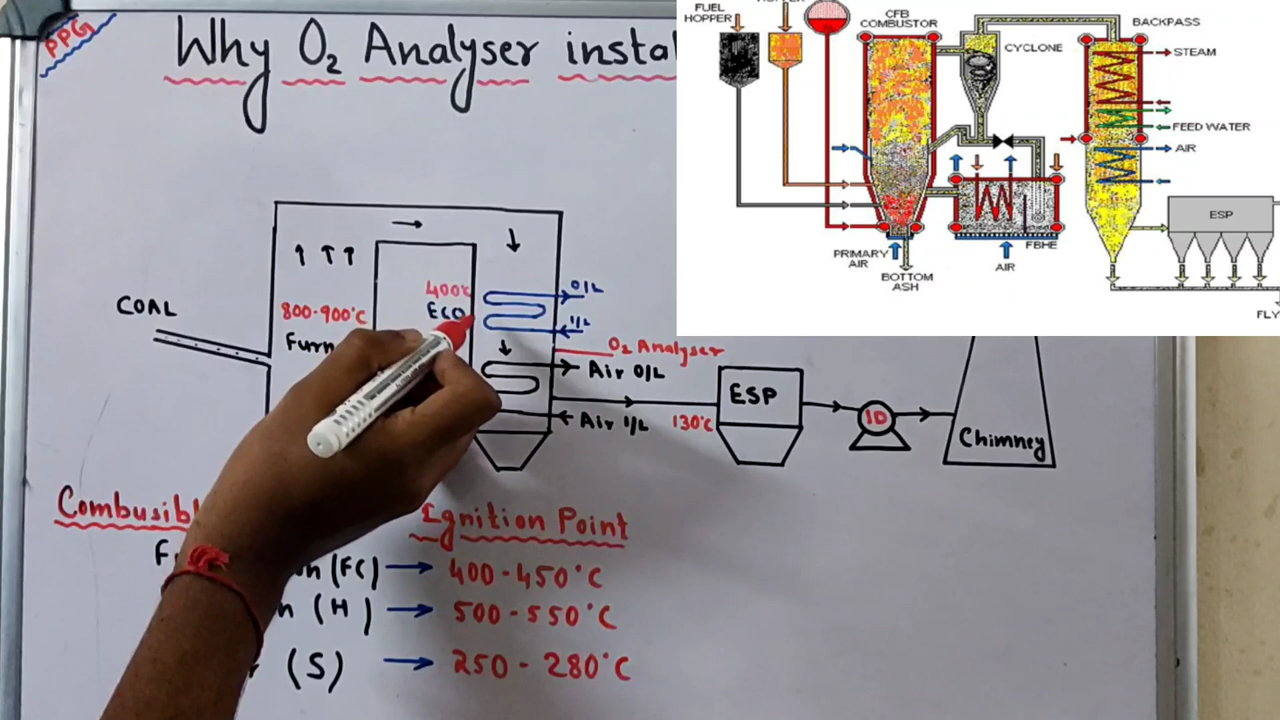 PPG
Why O₂ Analyser instal
COAL
800-900°C
Furn
400°C
ECO
O/L
I/L
O₂ Analyser
Air O/L
Air I/L
130°C
ESP
ID
Chimney
Combusibl
Ignition Point
(FC) → 400-450°C
(H) → 500-550°C
(S) → 250-280°C
FUEL
HOPPER
CFB
COMBUSTOR
CYCLONE
BACKPASS
STEAM
FEED WATER
AIR
ESP
PRIMARY
AIR
BOTTOM
ASH
FBHE
AIR
FLY